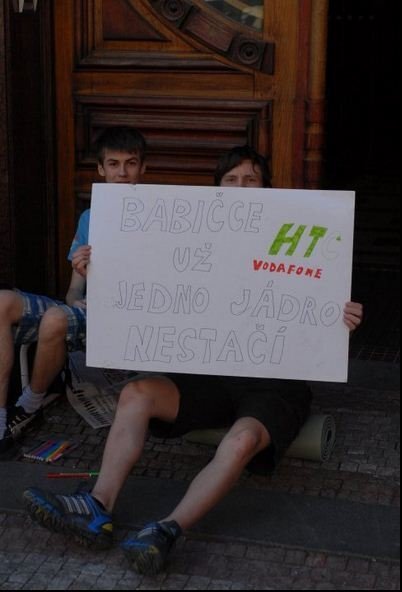 BABIČCE
HTC
UŽ
VODAFONE
JEDNO JÁDRO
NESTAČÍ